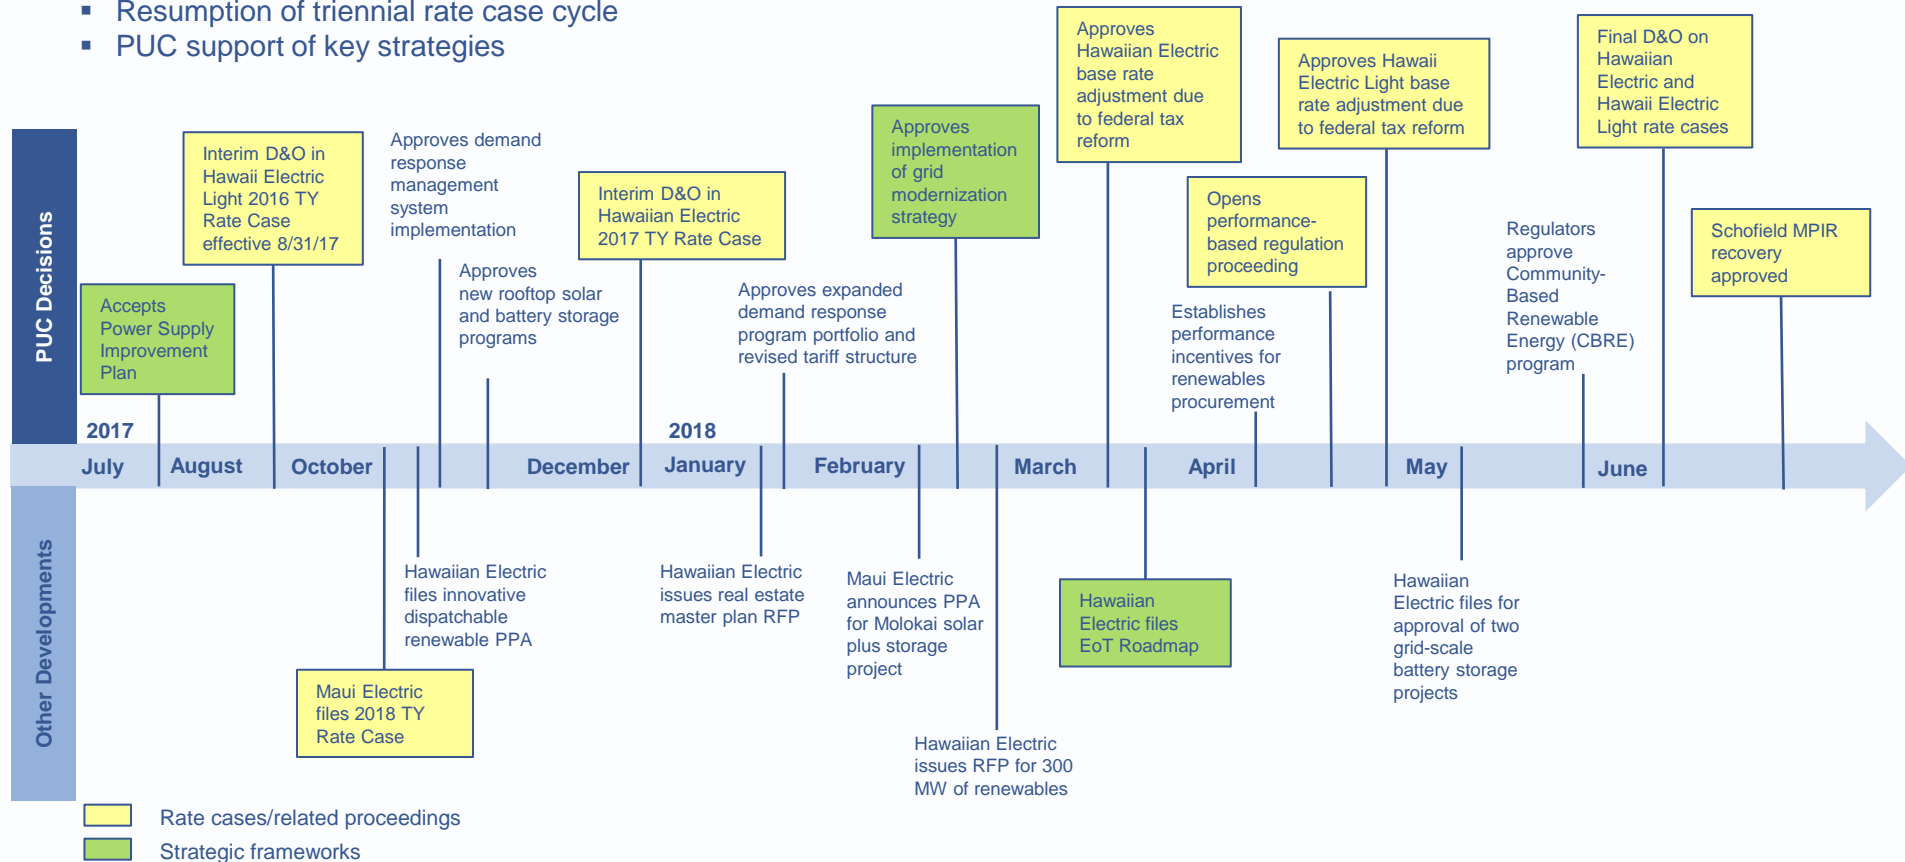 ▪ Resumption of triennial rate case cycle
▪ PUC support of key strategies
PUC Decisions
Accepts
Power Supply
Improvement
Plan
Interim D&O in
Hawaii Electric
Light 2016 TY
Rate Case
effective 8/31/17
Approves demand
response
management
system
implementation
Approves
new rooftop solar
and battery storage
programs
Interim D&O in
Hawaiian Electric
2017 TY Rate Case
Approves expanded
demand response
program portfolio and
revised tariff structure
Approves
implementation
of grid
modernization
strategy
Approves
Hawaiian Electric
base rate
adjustment due
to federal tax
reform
Establishes
performance
incentives for
renewables
procurement
Opens
performance-
based regulation
proceeding
Approves Hawaii
Electric Light base
rate adjustment due
to federal tax reform
Regulators
approve
Community-
Based
Renewable
Energy (CBRE)
program
Final D&O on
Hawaiian
Electric and
Hawaii Electric
Light rate cases
Schofield MPIR
recovery
approved
2017
2018
July
August
October
December
January
February
March
April
May
June
Other Developments
Maui Electric
files 2018 TY
Rate Case
Hawaiian Electric
files innovative
dispatchable
renewable PPA
Hawaiian Electric
issues real estate
master plan RFP
Maui Electric
announces PPA
for Molokai solar
plus storage
project
Hawaiian Electric
issues RFP for 300
MW of renewables
Hawaiian
Electric files
EoT Roadmap
Hawaiian
Electric files for
approval of two
grid-scale
battery storage
projects
Rate cases/related proceedings
Strategic frameworks